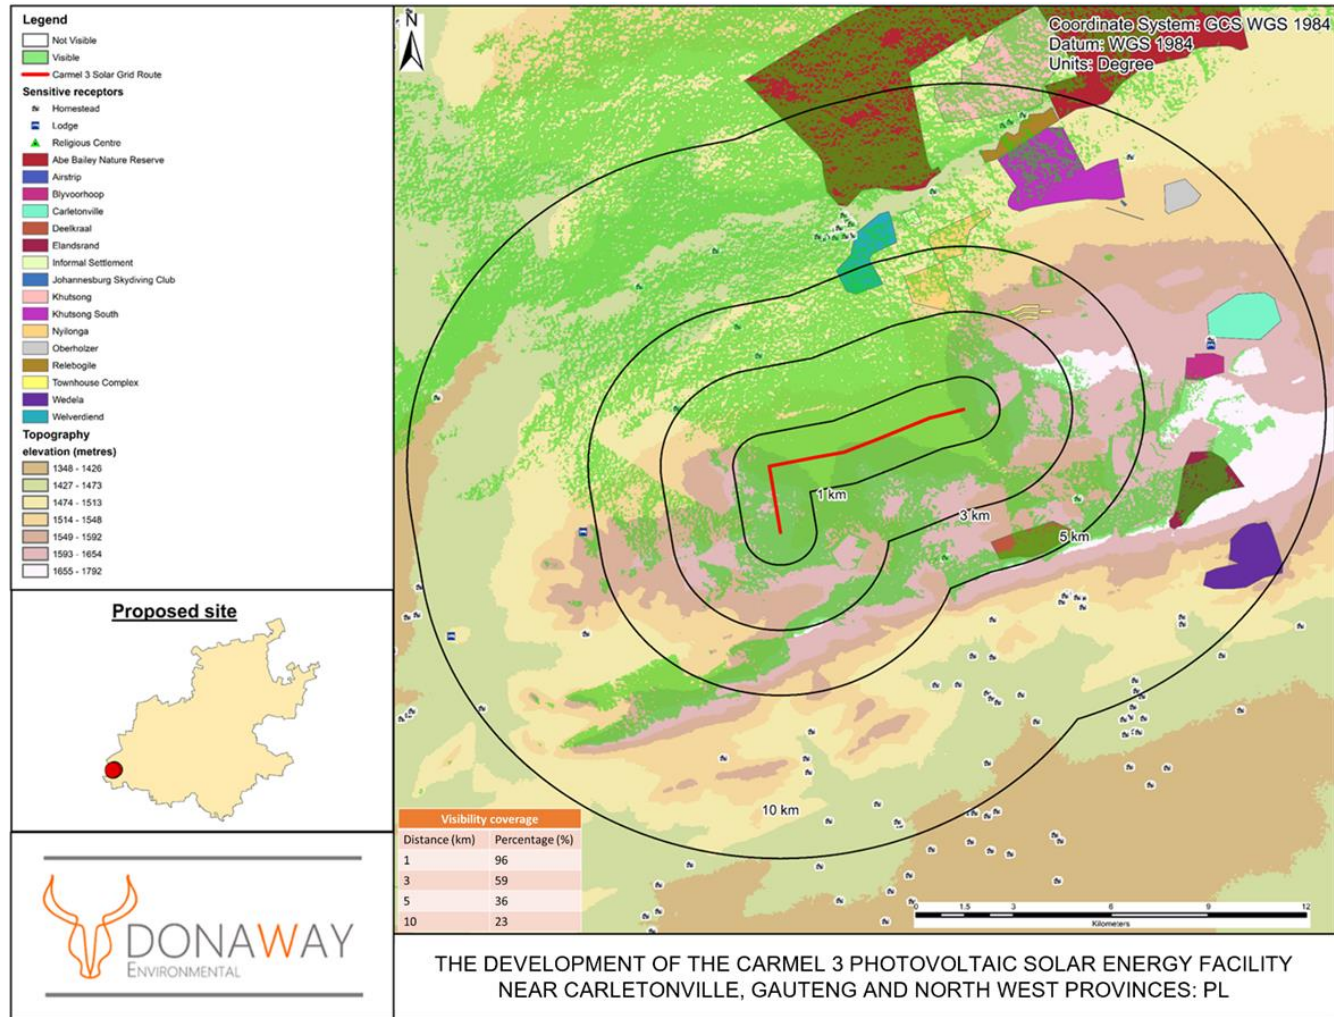 Legend
Not Visible
Visible
Carmel 3 Solar Grid Route
Sensitive receptors
Homestead
Lodge
Religious Centre
Abe Bailey Nature Reserve
Airstrip
Blyvoorhoop
Carletonville
Deelkraal
Elandsrand
Informal Settlement
Johannesburg Skydiving Club
Khutsong
Khutsong South
Nyilonga
Oberholzer
Relebogile
Townhouse Complex
Wedela
Welverdiend
Topography
elevation (metres)
1348 - 1426
1427 - 1473
1474 - 1513
1514 - 1548
1549 - 1592
1593 - 1654
1655 - 1792
Proposed site
DONAWAY
ENVIRONMENTAL
N
Coordinate System: GCS WGS 1984
Datum: WGS 1984
Units: Degree
1 km
3 km
5 km
10 km
Visibility coverage
Distance (km) Percentage (%)
1 96
3 59
5 36
10 23
0 1.5 3 6 9 12
Kilometers
THE DEVELOPMENT OF THE CARMEL 3 PHOTOVOLTAIC SOLAR ENERGY FACILITY
NEAR CARLETONVILLE, GAUTENG AND NORTH WEST PROVINCES: PL